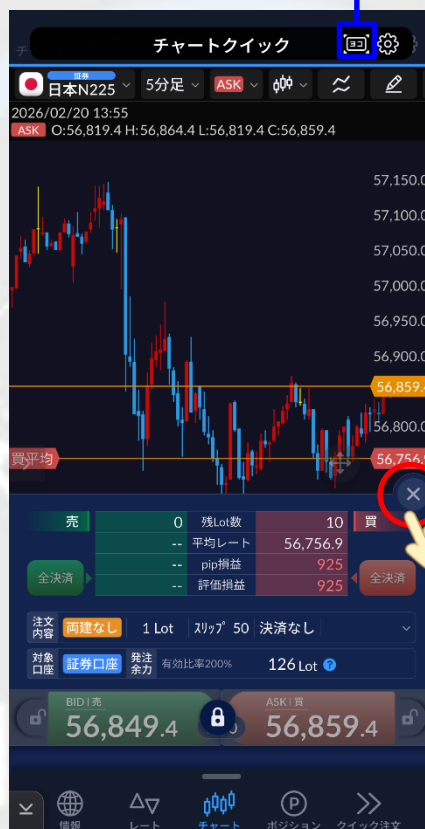 チャートクイック
証券
日本N225 5分足 ASK
2026/02/20 13:55
ASK O:56,819.4 H:56,864.4 L:56,819.4 C:56,859.4
57,150.0
57,100.0
57,050.0
57,000.0
56,950.0
56,900.0
56,859.4
56,800.0
買平均 56,756.9
売 0 残Lot数 10 買
-- 平均レート 56,756.9
-- pip損益 925
-- 評価損益 925
全決済 全決済
注文内容 両建なし 1 Lot スリップ 50 決済なし
対象口座 証券口座 発注余力 有効比率200% 126 Lot ?
BID|売 ASK|買
56,849.4 56,859.4
情報 レート チャート ポジション クイック注文